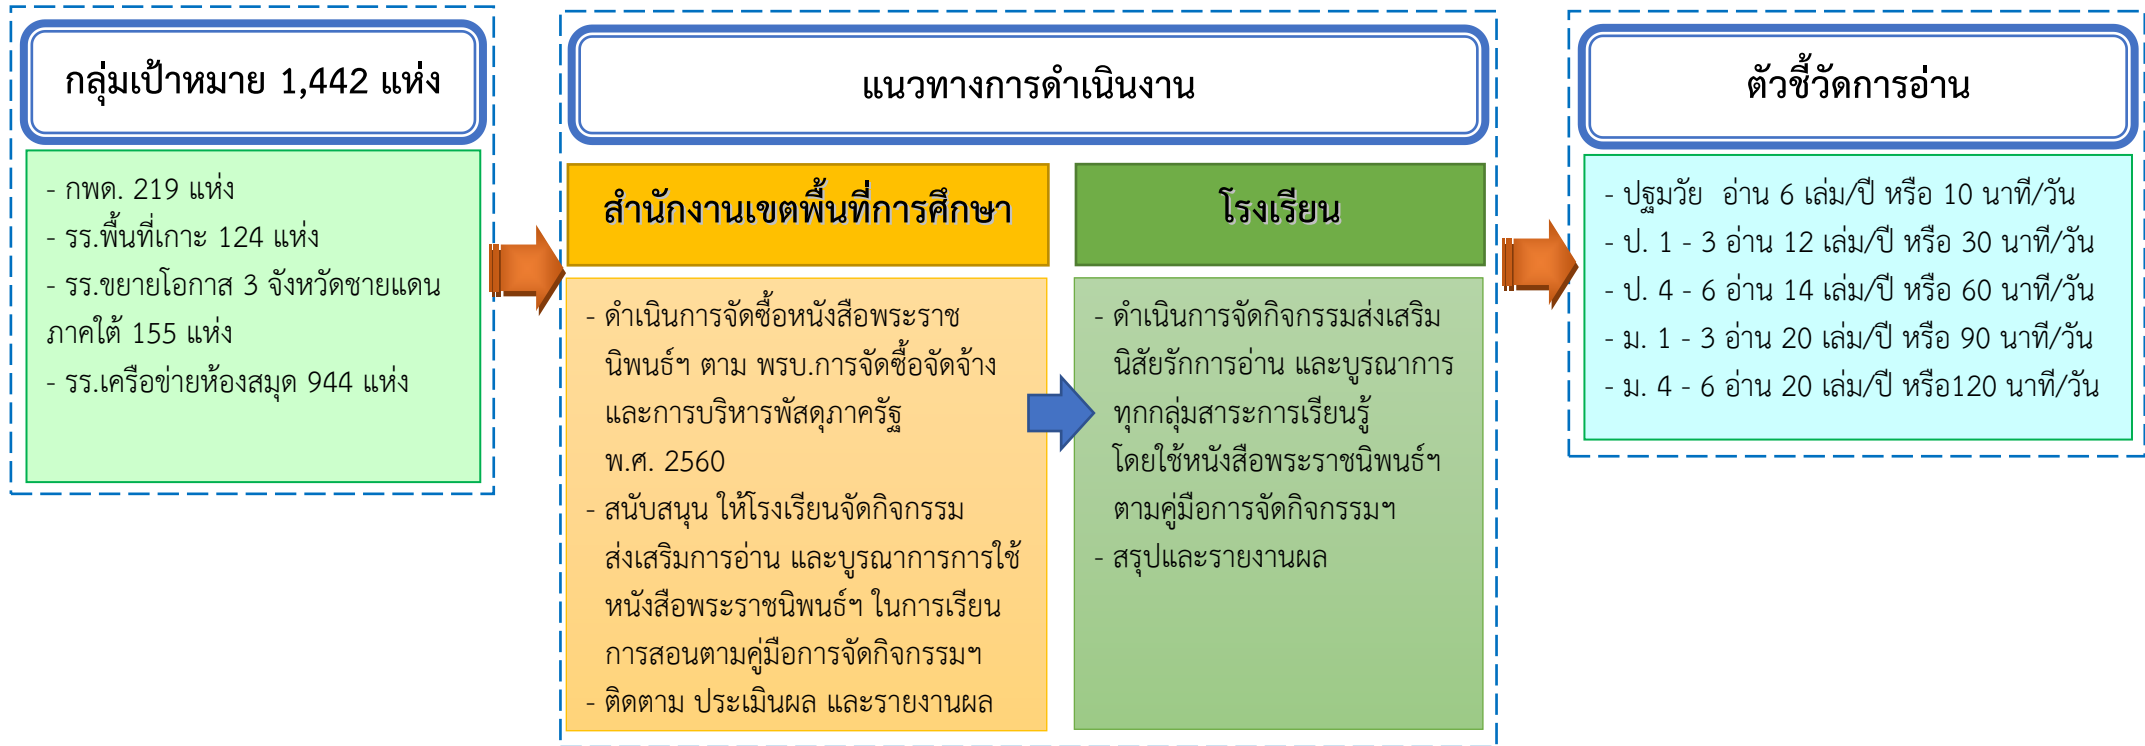 กลุ่มเป้าหมาย 1,442 แห่ง
- กพด. 219 แห่ง
- รร.พื้นที่เกาะ 124 แห่ง
- รร.ขยายโอกาส 3 จังหวัดชายแดน
ภาคใต้ 155 แห่ง
- รร.เครือข่ายห้องสมุด 944 แห่ง
แนวทางการดำเนินงาน
สำนักงานเขตพื้นที่การศึกษา
- ดำเนินการจัดซื้อหนังสือพระราช
นิพนธ์ฯ ตาม พรบ.การจัดซื้อจัดจ้าง
และการบริหารพัสดุภาครัฐ
พ.ศ. 2560
- สนับสนุน ให้โรงเรียนจัดกิจกรรม
ส่งเสริมการอ่าน และบูรณาการการใช้
หนังสือพระราชนิพนธ์ฯ ในการเรียน
การสอนตามคู่มือการจัดกิจกรรมฯ
- ติดตาม ประเมินผล และรายงานผล
โรงเรียน
- ดำเนินการจัดกิจกรรมส่งเสริม
นิสัยรักการอ่าน และบูรณาการ
ทุกกลุ่มสาระการเรียนรู้
โดยใช้หนังสือพระราชนิพนธ์ฯ
ตามคู่มือการจัดกิจกรรมฯ
- สรุปและรายงานผล
ตัวชี้วัดการอ่าน
- ปฐมวัย อ่าน 6 เล่ม/ปี หรือ 10 นาที/วัน
- ป. 1 - 3 อ่าน 12 เล่ม/ปี หรือ 30 นาที/วัน
- ป. 4 - 6 อ่าน 14 เล่ม/ปี หรือ 60 นาที/วัน
- ม. 1 - 3 อ่าน 20 เล่ม/ปี หรือ 90 นาที/วัน
- ม. 4 - 6 อ่าน 20 เล่ม/ปี หรือ120 นาที/วัน